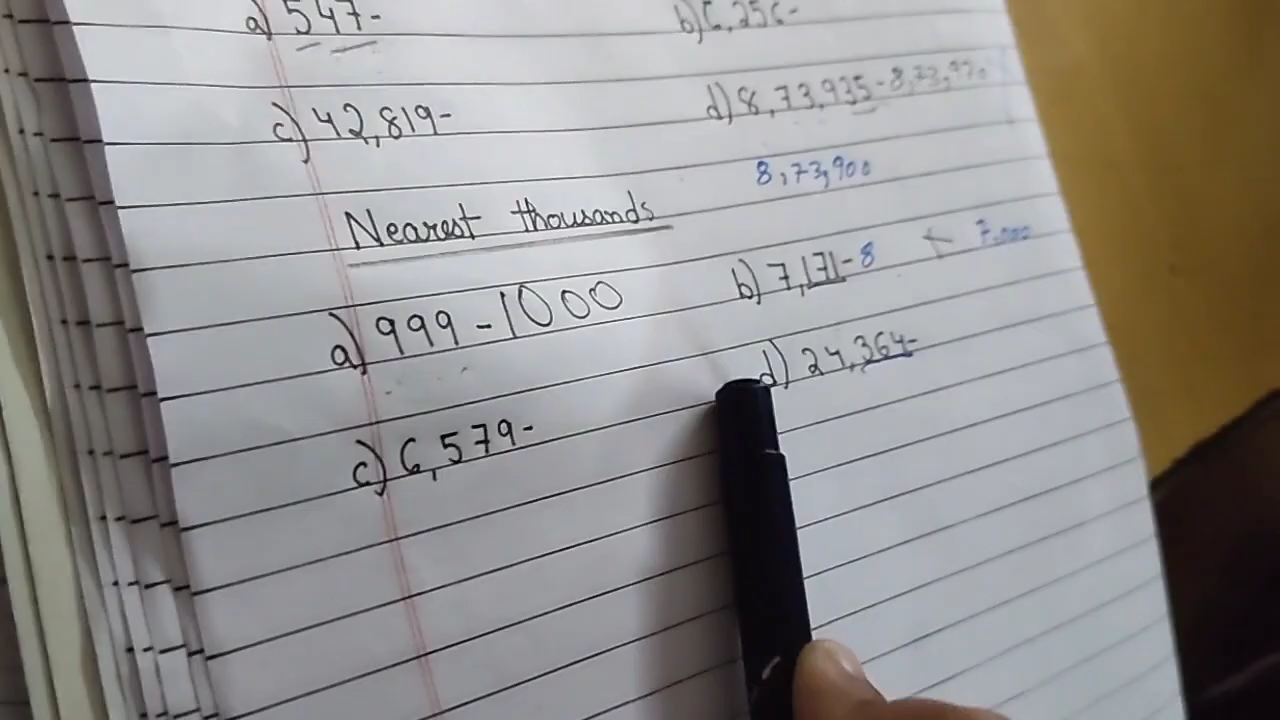 a) 547-
b) 6,256-
c) 42,819-
d) 8,73,935-8,73,970
8,73,900
Nearest thousands
a) 999-1000
b) 7,171-8
7.000
c) 6,579-
d) 24,364-